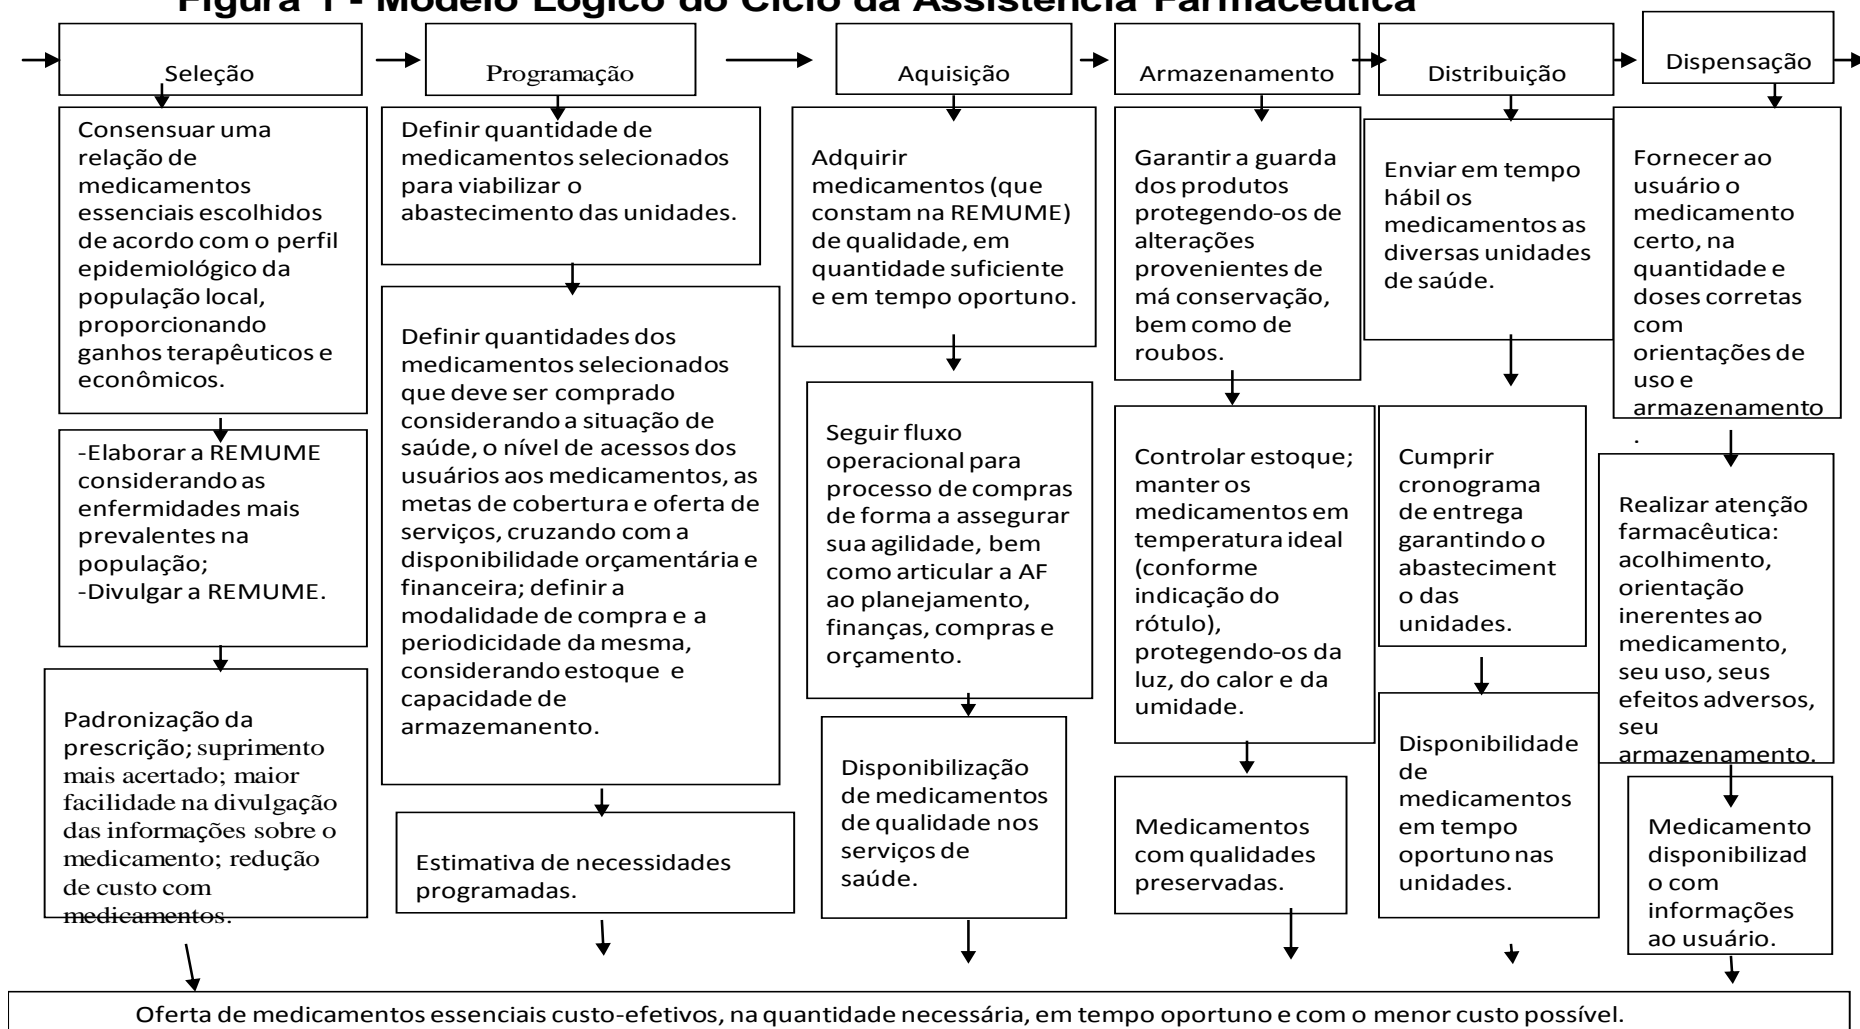 Figura 1 - Modelo Lógico do Ciclo da Assistência Farmacêutica
Seleção
Programação
Aquisição
Armazenamento
Distribuição
Dispensação
Consensuar uma
relação de
medicamentos
essenciais escolhidos
de acordo com o perfil
epidemiológico da
população local,
proporcionando
ganhos terapêuticos e
econômicos.
-Elaborar a REMUME
considerando as
enfermidades mais
prevalentes na
população;
-Divulgar a REMUME.
Padronização da
prescrição; suprimento
mais acertado; maior
facilidade na divulgação
das informações sobre o
medicamento; redução
de custo com
medicamentos.
Definir quantidade de
medicamentos selecionados
para viabilizar o
abastecimento das unidades.
Definir quantidades dos
medicamentos selecionados
que deve ser comprado
considerando a situação de
saúde, o nível de acessos dos
usuários aos medicamentos, as
metas de cobertura e oferta de
serviços, cruzando com a
disponibilidade orçamentária e
financeira; definir a
modalidade de compra e a
periodicidade da mesma,
considerando estoque e
capacidade de
armazemanento.
Estimativa de necessidades
programadas.
Adquirir
medicamentos (que
constam na REMUME)
de qualidade, em
quantidade suficiente
e em tempo oportuno.
Seguir fluxo
operacional para
processo de compras
de forma a assegurar
sua agilidade, bem
como articular a AF
ao planejamento,
finanças, compras e
orçamento.
Disponibilização
de medicamentos
de qualidade nos
serviços de
saúde.
Garantir a guarda
dos produtos
protegendo-os de
alterações
provenientes de
má conservação,
bem como de
roubos.
Controlar estoque;
manter os
medicamentos em
temperatura ideal
(conforme
indicação do
rótulo),
protegendo-os da
luz, do calor e da
umidade.
Medicamentos
com qualidades
preservadas.
Enviar em tempo
hábil os
medicamentos as
diversas unidades
de saúde.
Cumprir
cronograma
de entrega
garantindo o
abasteciment
o das
unidades.
Disponibilidade
de
medicamentos
em tempo
oportuno nas
unidades.
Fornecer ao
usuário o
medicamento
certo, na
quantidade e
doses corretas
com
orientações de
uso e
armazenamento
.
Realizar atenção
farmacêutica:
acolhimento,
orientação
inerentes ao
medicamento,
seu uso, seus
efeitos adversos,
seu
armazenamento.
Medicamento
disponibilizad
o com
informações
ao usuário.
Oferta de medicamentos essenciais custo-efetivos, na quantidade necessária, em tempo oportuno e com o menor custo possível.